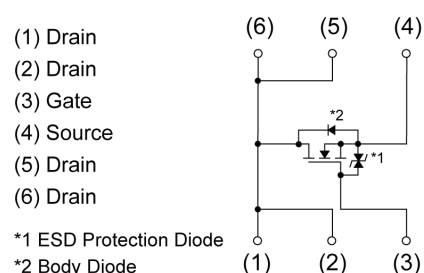 (1) Drain
(2) Drain
(3) Gate
(4) Source
(5) Drain
(6) Drain
*1 ESD Protection Diode
*2 Body Diode
(6) (5) (4)
*2
*1
(1) (2) (3)